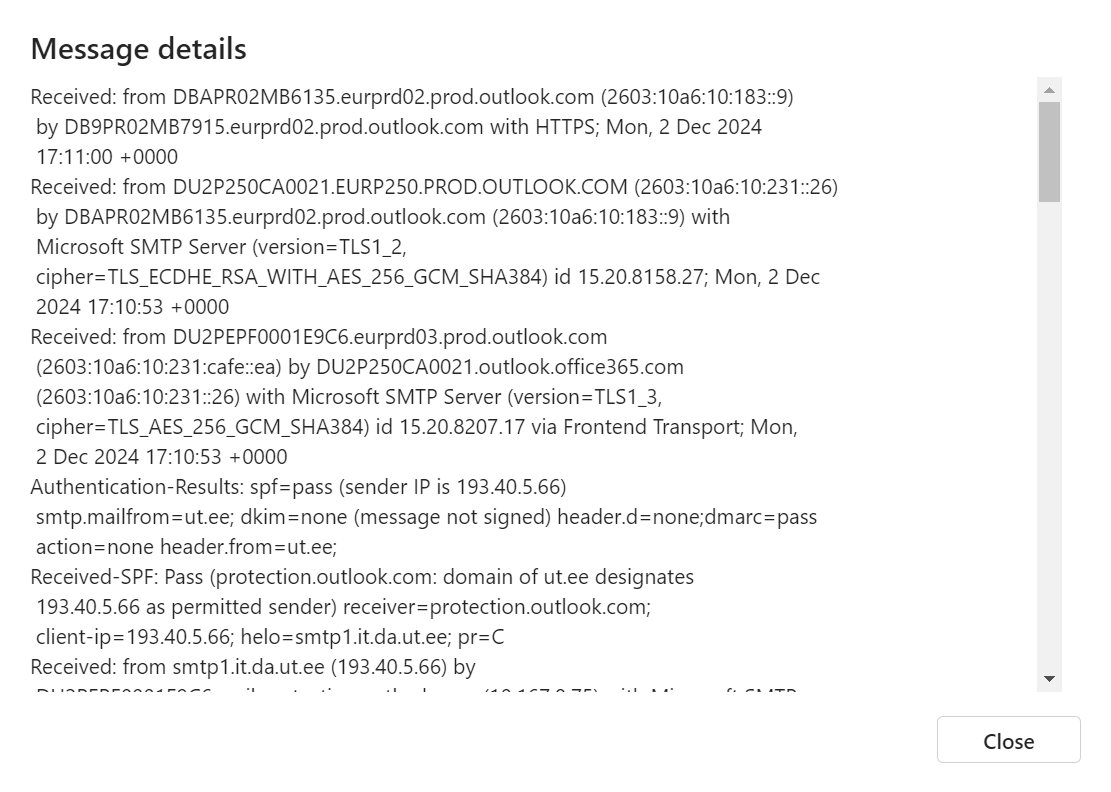 Message details
Received: from DBAPR02MB6135.eurprd02.prod.outlook.com (2603:10a6:10:183::9)
by DB9PR02MB7915.eurprd02.prod.outlook.com with HTTPS; Mon, 2 Dec 2024
17:11:00 +0000
Received: from DU2P250CA0021.EURP250.PROD.OUTLOOK.COM (2603:10a6:10:231::26)
by DBAPR02MB6135.eurprd02.prod.outlook.com (2603:10a6:10:183::9) with
Microsoft SMTP Server (version=TLS1_2,
cipher=TLS_ECDHE_RSA_WITH_AES_256_GCM_SHA384) id 15.20.8158.27; Mon, 2 Dec
2024 17:10:53 +0000
Received: from DU2PEPF0001E9C6.eurprd03.prod.outlook.com
(2603:10a6:10:231:cafe::ea) by DU2P250CA0021.outlook.office365.com
(2603:10a6:10:231::26) with Microsoft SMTP Server (version=TLS1_3,
cipher=TLS_AES_256_GCM_SHA384) id 15.20.8207.17 via Frontend Transport; Mon,
2 Dec 2024 17:10:53 +0000
Authentication-Results: spf=pass (sender IP is 193.40.5.66)
smtp.mailfrom=ut.ee; dkim=none (message not signed) header.d=none;dmarc=pass
action=none header.from=ut.ee;
Received-SPF: Pass (protection.outlook.com: domain of ut.ee designates
193.40.5.66 as permitted sender) receiver=protection.outlook.com;
client-ip=193.40.5.66; helo=smtp1.it.da.ut.ee; pr=C
Received: from smtp1.it.da.ut.ee (193.40.5.66) by
Close